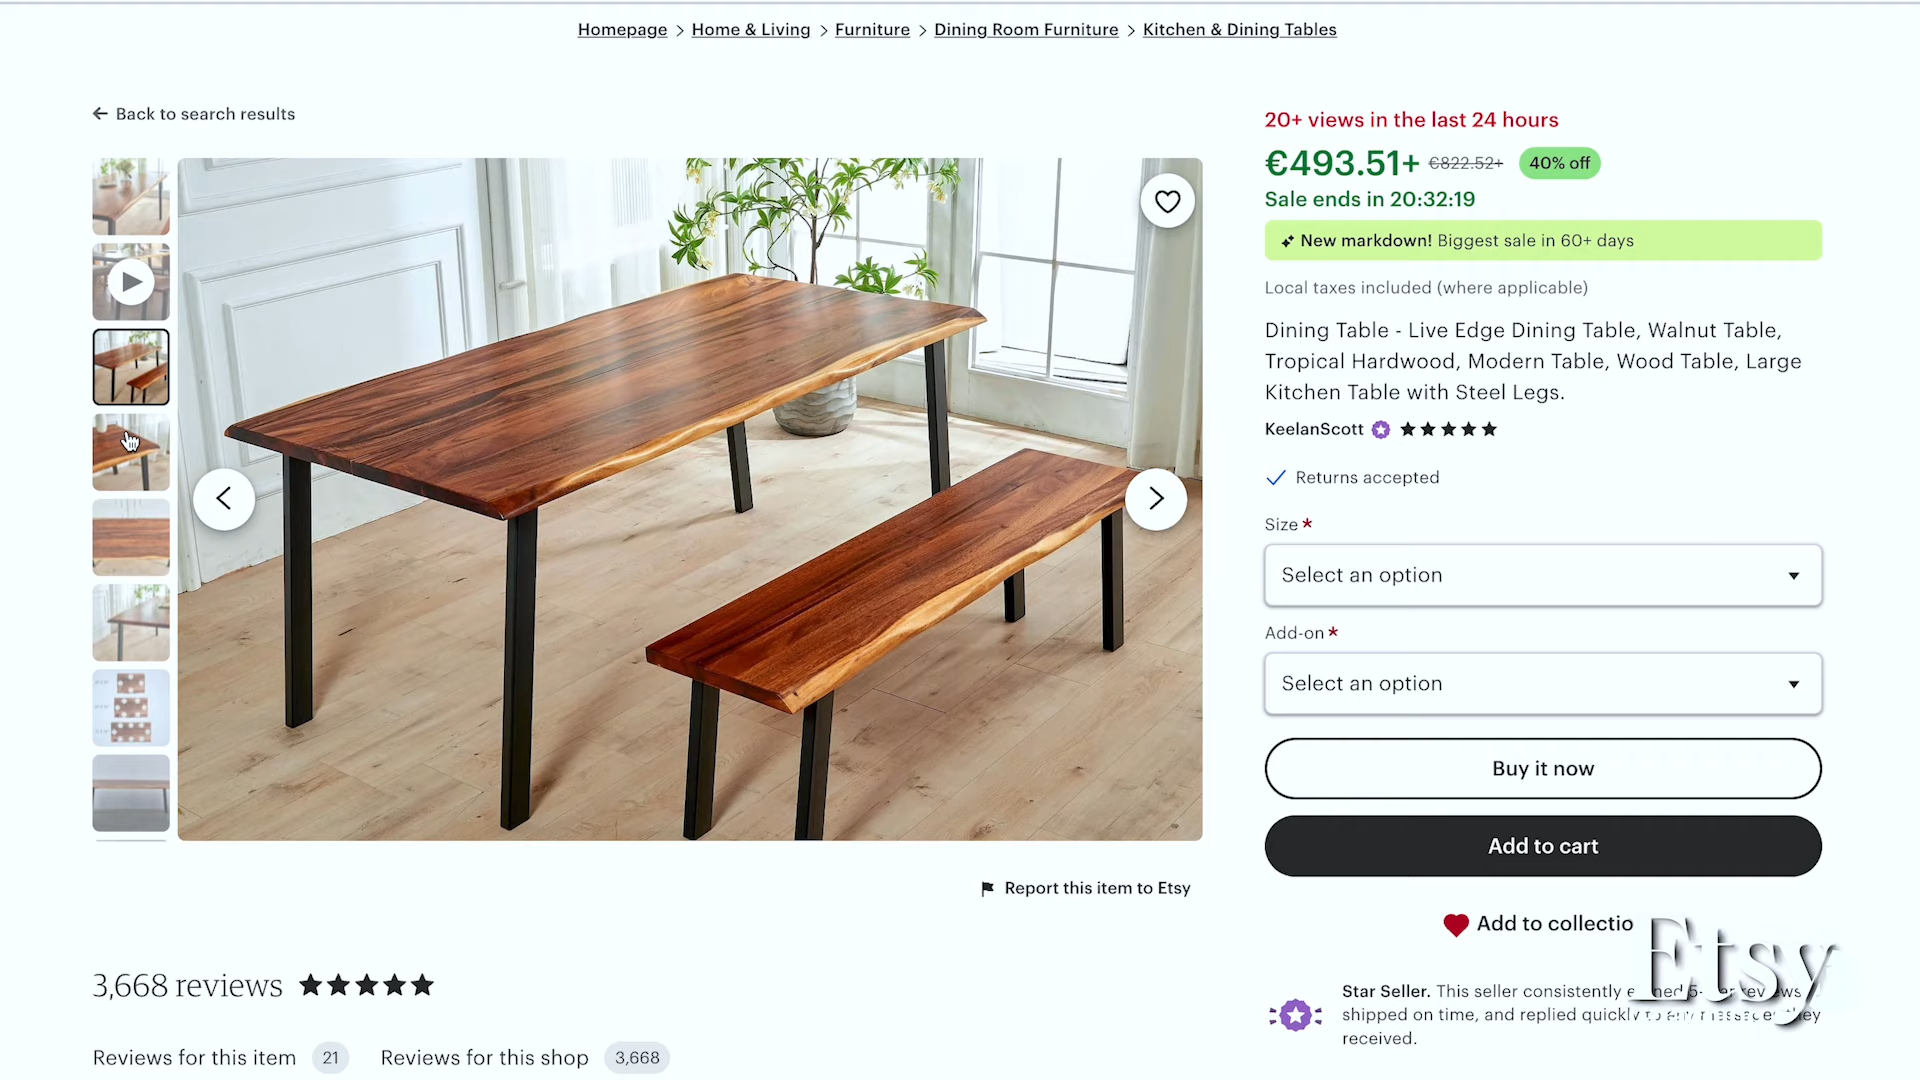 Homepage > Home & Living > Furniture > Dining Room Furniture > Kitchen & Dining Tables
← Back to search results
20+ views in the last 24 hours
€493.51+ €822.52+ 40% off
Sale ends in 20:32:19
New markdown! Biggest sale in 60+ days
Local taxes included (where applicable)
Dining Table - Live Edge Dining Table, Walnut Table,
Tropical Hardwood, Modern Table, Wood Table, Large
Kitchen Table with Steel Legs.
KeelanScott
Returns accepted
Size *
Select an option
Add-on *
Select an option
Buy it now
Add to cart
Report this item to Etsy
Add to collectio
Etsy
3,668 reviews
Star Seller. This seller consistently
shipped on time, and replied quickly
received.
Reviews for this item 21 Reviews for this shop 3,668